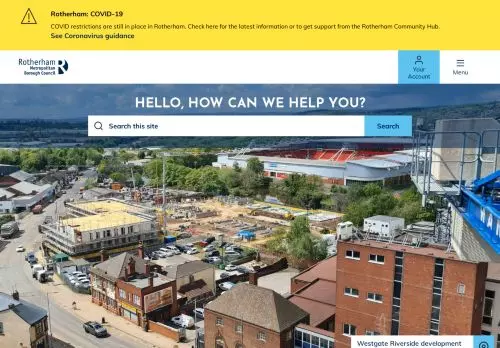 Rotherham: COVID-19
COVID restrictions are still in place in Rotherham. Check here for the latest information or to get support from the Rotherham Community Hub.
See Coronavirus guidance
Rotherham
Metropolitan
Borough Council
Your
Account
Menu
HELLO, HOW CAN WE HELP YOU?
Search this site
Search
Westgate Riverside development